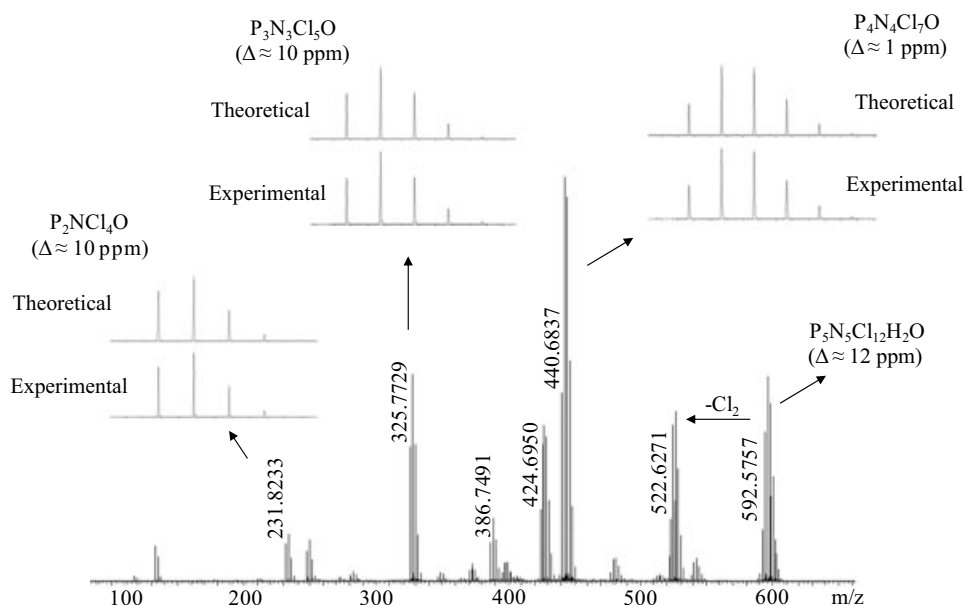 P₃N₃Cl₅O
(Δ ≈ 10 ppm)
Theoretical
Experimental
P₄N₄Cl₇O
(Δ ≈ 1 ppm)
Theoretical
Experimental
P₂NCl₄O
(Δ ≈ 10 ppm)
Theoretical
Experimental
P₅N₅Cl₁₂H₂O
(Δ ≈ 12 ppm)
-Cl₂
231.8233
325.7729
386.7491
424.6950
440.6837
522.6271
592.5757
100 200 300 400 500 600 m/z